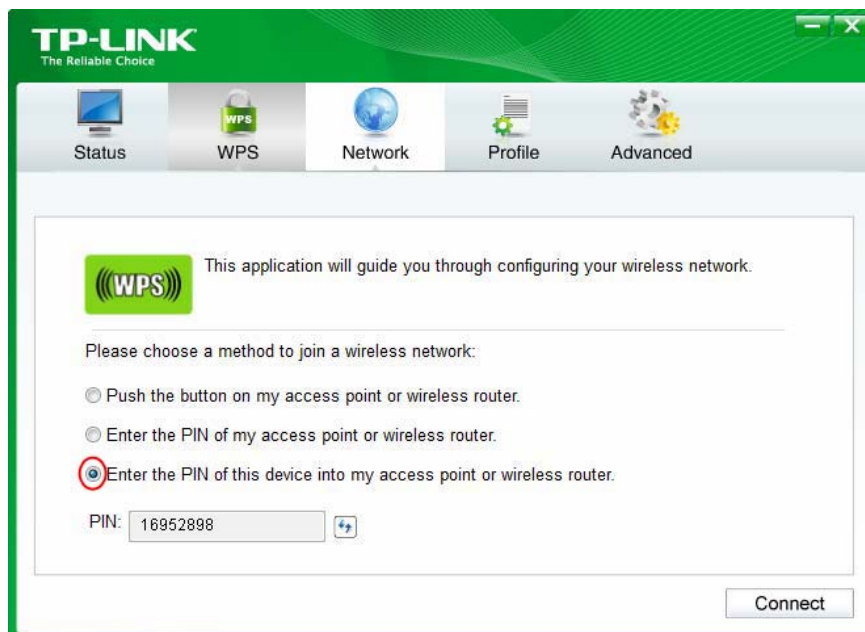 TP-LINK
The Reliable Choice
Status WPS Network Profile Advanced
WPS
(((WPS)))
This application will guide you through configuring your wireless network.
Please choose a method to join a wireless network:
Push the button on my access point or wireless router.
Enter the PIN of my access point or wireless router.
Enter the PIN of this device into my access point or wireless router.
PIN: 16952898
Connect